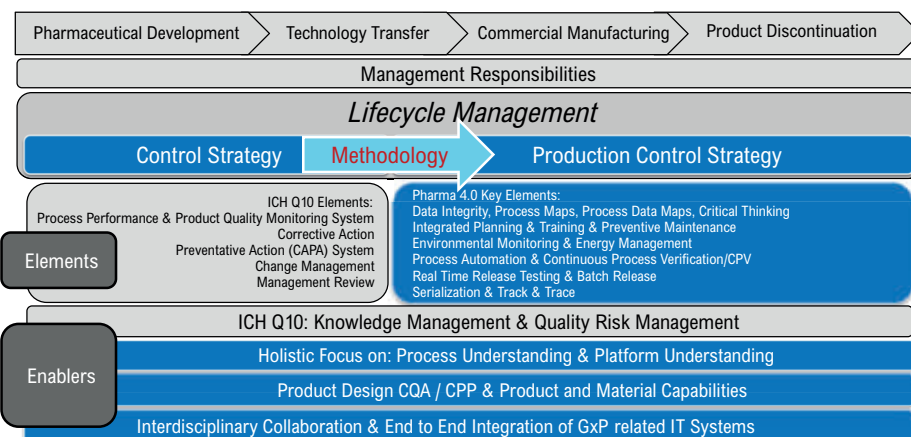 Pharmaceutical Development
Technology Transfer
Commercial Manufacturing
Product Discontinuation
Management Responsibilities
Lifecycle Management
Control Strategy
Methodology
Production Control Strategy
Elements
ICH Q10 Elements:
Process Performance & Product Quality Monitoring System
Corrective Action
Preventative Action (CAPA) System
Change Management
Management Review
Pharma 4.0 Key Elements:
Data Integrity, Process Maps, Process Data Maps, Critical Thinking
Integrated Planning & Training & Preventive Maintenance
Environmental Monitoring & Energy Management
Process Automation & Continuous Process Verification/CPV
Real Time Release Testing & Batch Release
Serialization & Track & Trace
Enablers
ICH Q10: Knowledge Management & Quality Risk Management
Holistic Focus on: Process Understanding & Platform Understanding
Product Design CQA / CPP & Product and Material Capabilities
Interdisciplinary Collaboration & End to End Integration of GxP related IT Systems